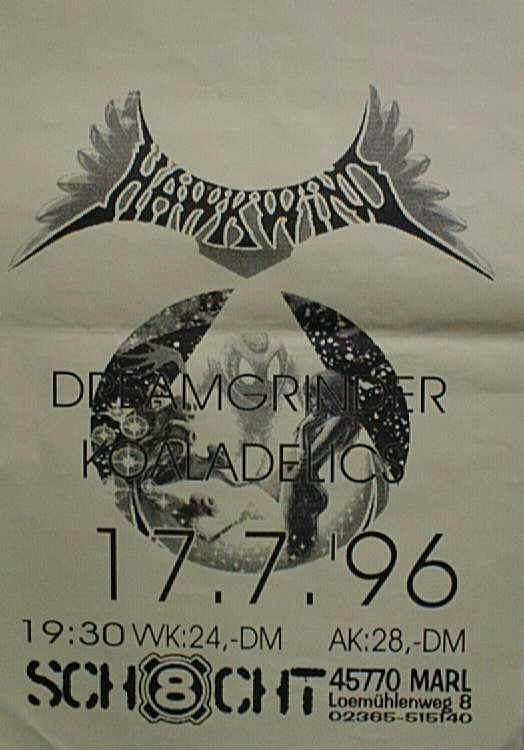 HAWKWIND
DREAMGRINDER
KOALADELICS
17.7.'96
19:30 VVK:24,-DM AK:28,-DM
SCH8CHT
45770 MARL
Loemühlenweg 8
02365-515140